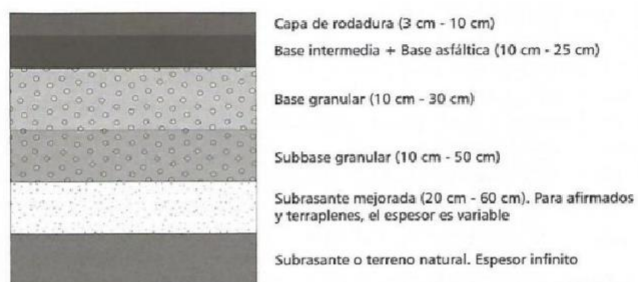 Capa de rodadura (3 cm - 10 cm)
Base intermedia + Base asfáltica (10 cm - 25 cm)
Base granular (10 cm - 30 cm)
Subbase granular (10 cm - 50 cm)
Subrasante mejorada (20 cm - 60 cm). Para afirmados
y terraplenes, el espesor es variable
Subrasante o terreno natural. Espesor infinito